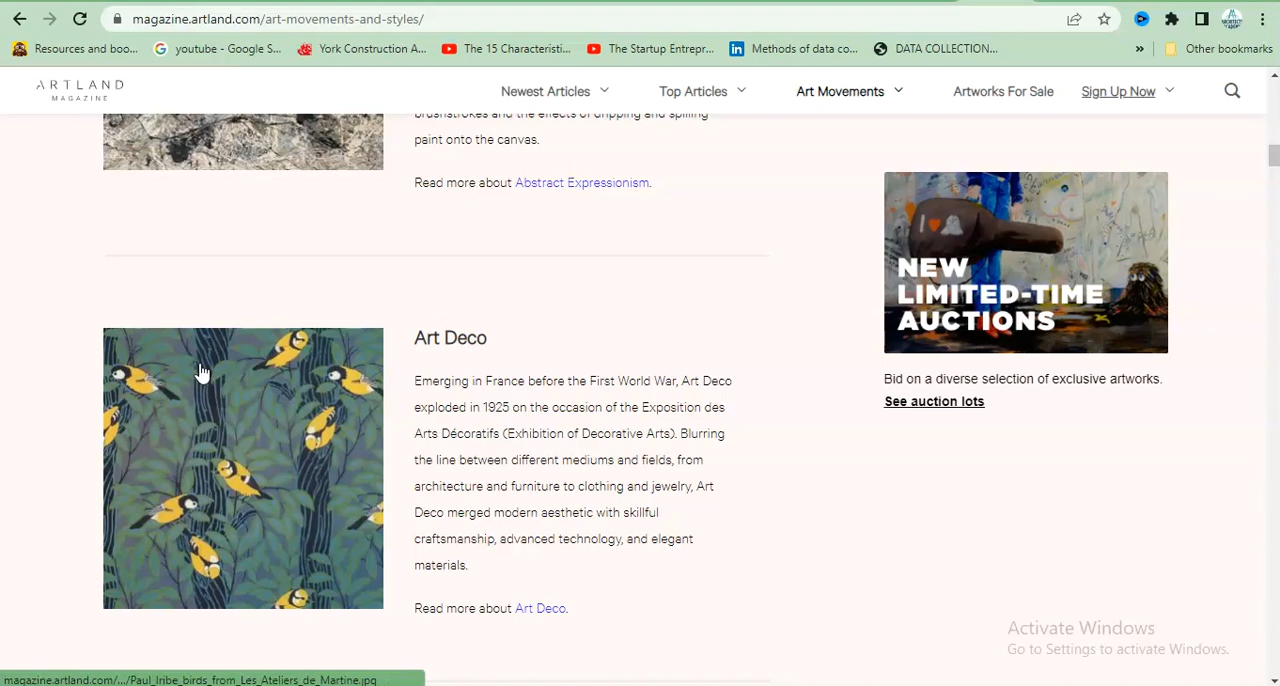 magazine.artland.com/art-movements-and-styles/
Resources and boo...
youtube - Google S...
York Construction A...
The 15 Characteristi...
The Startup Entrepr...
Methods of data co...
DATA COLLECTION...
»
Other bookmarks
ARTLAND
MAGAZINE
Newest Articles
Top Articles
Art Movements
Artworks For Sale
Sign Up Now
brushstrokes and the effects of dripping and spilling
paint onto the canvas.
Read more about Abstract Expressionism.
NEW
LIMITED-TIME
AUCTIONS
Bid on a diverse selection of exclusive artworks.
See auction lots
Art Deco
Emerging in France before the First World War, Art Deco
exploded in 1925 on the occasion of the Exposition des
Arts Décoratifs (Exhibition of Decorative Arts). Blurring
the line between different mediums and fields, from
architecture and furniture to clothing and jewelry, Art
Deco merged modern aesthetic with skillful
craftsmanship, advanced technology, and elegant
materials.
Read more about Art Deco.
Activate Windows
Go to Settings to activate Windows.
magazine.artland.com/.../Paul_Iribe_birds_from_Les_Ateliers_de_Martine.jpg